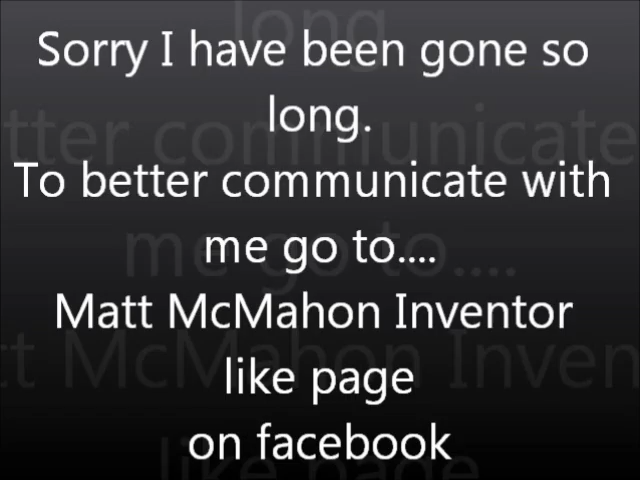 Sorry I have been gone so
long.
To better communicate with
me go to....
Matt McMahon Inventor
like page
on facebook